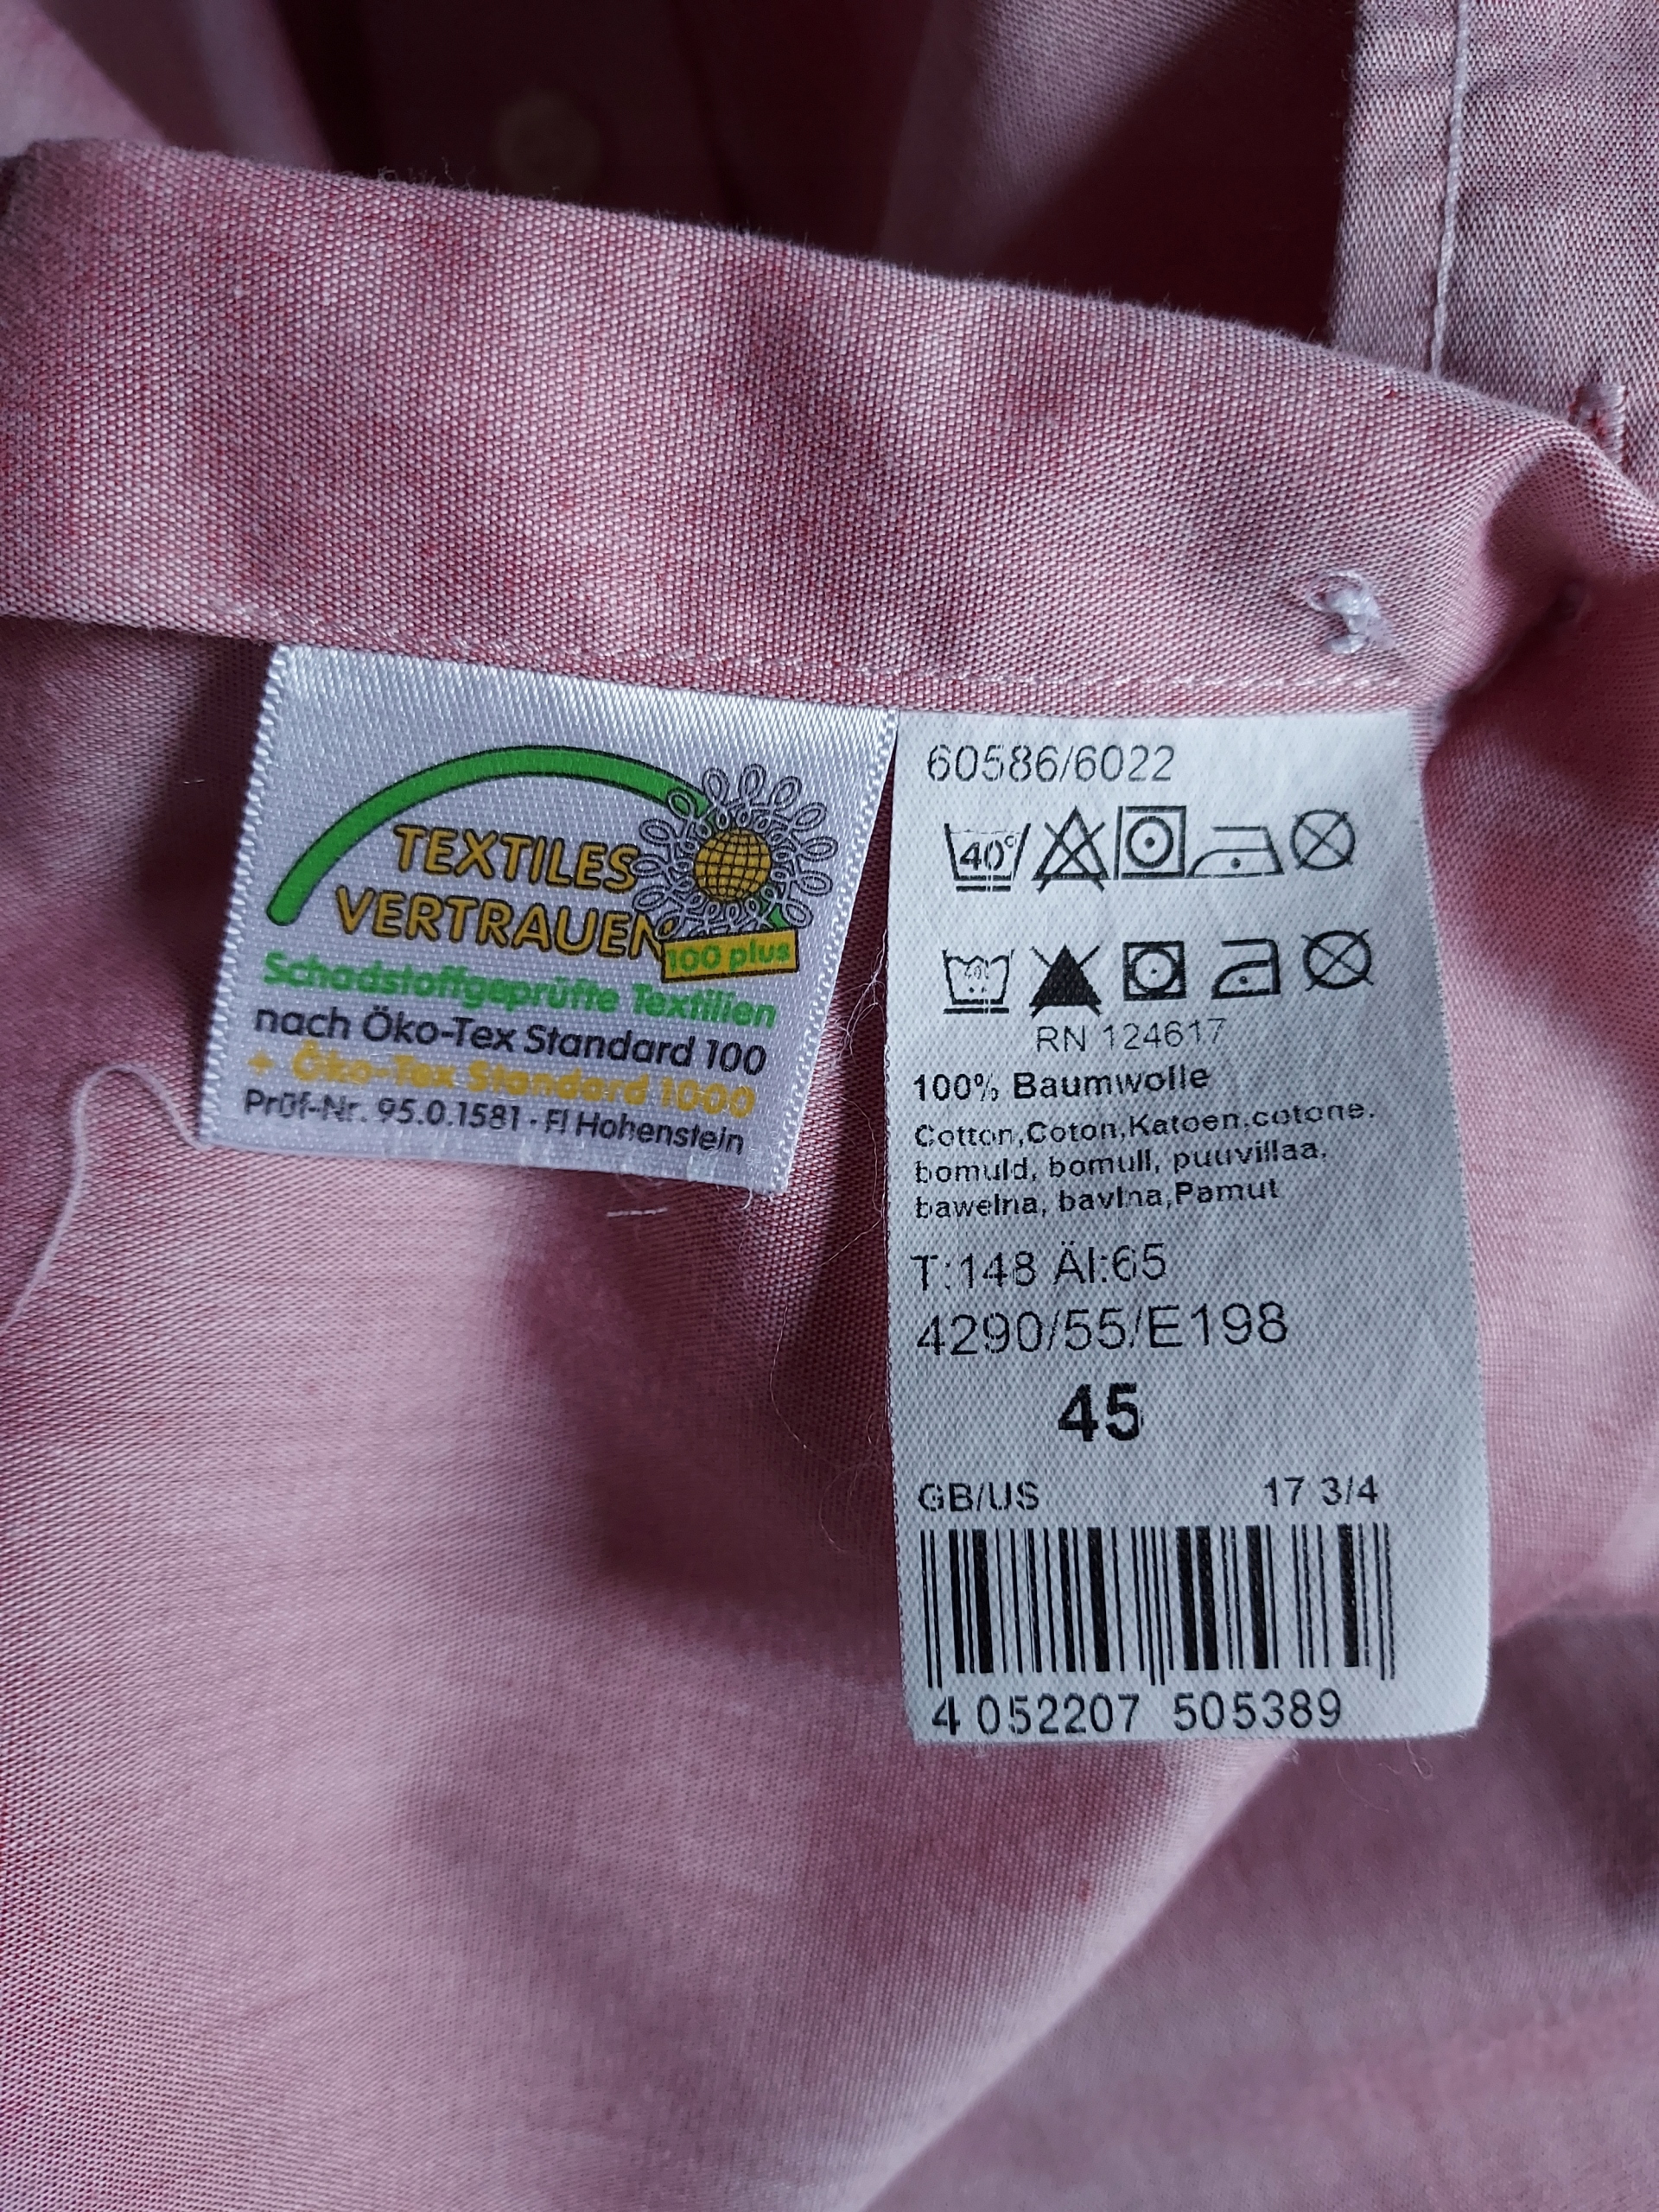 TEXTILES
VERTRAUEN
100 plus
Schadstoffgeprüfte Textilien
nach Öko-Tex Standard 100
+ Öko-Tex Standard 1000
Prüf-Nr. 95.0.1581 · FI Hohenstein
60586/6022
40°
RN 124617
100% Baumwolle
Cotton,Coton,Katoen,cotone,
bomuld, bomull, puuvillaa,
bawelna, bavlna,Pamut
T:148 Äl:65
4290/55/E198
45
GB/US 17 3/4
4 052207 505389